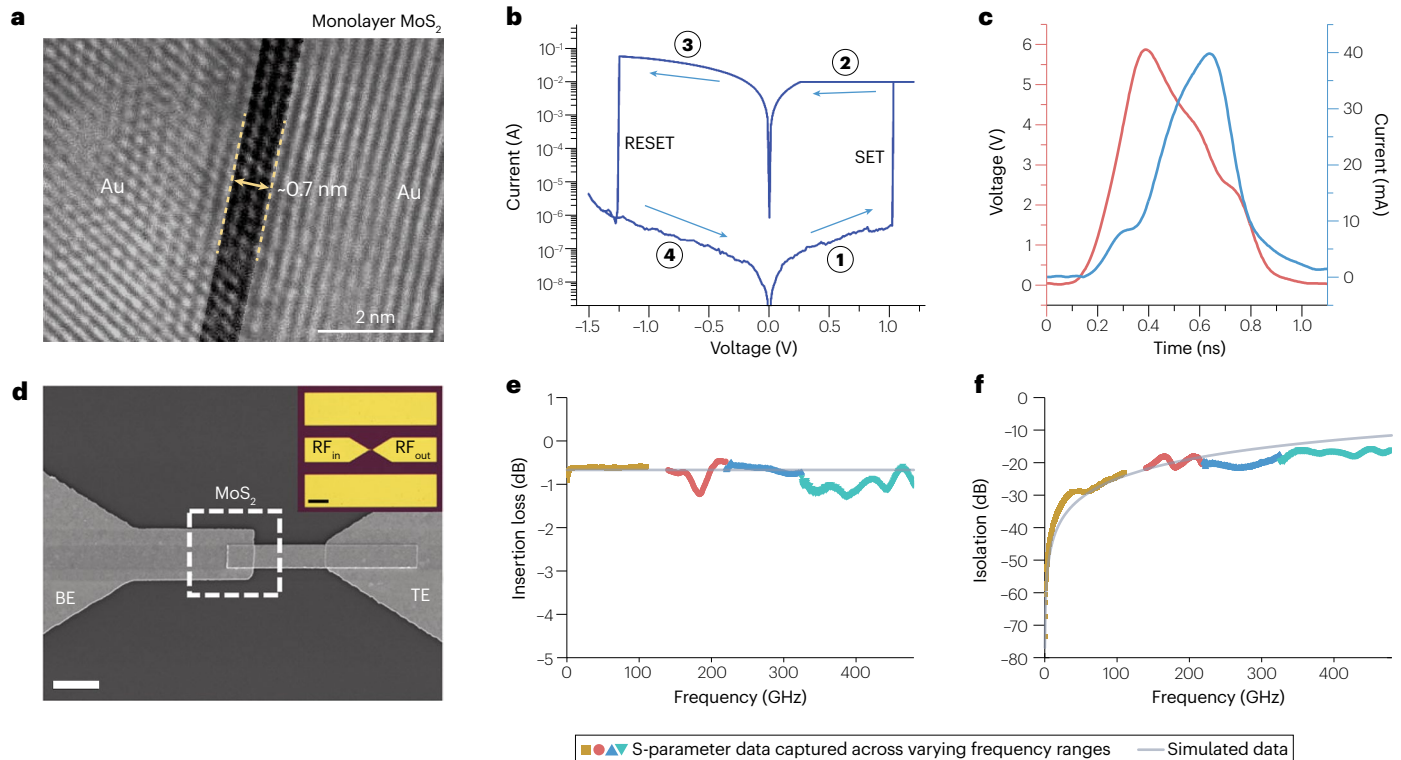 a
Monolayer MoS2
Au
~0.7 nm
Au
2 nm
b
Current (A)
10–1
10–2
10–3
10–4
10–5
10–6
10–7
10–8
3
2
RESET
SET
4
1
–1.5
–1.0
–0.5
0.0
0.5
1.0
Voltage (V)
c
Voltage (V)
6
5
4
3
2
1
0
Current (mA)
40
30
20
10
0
0
0.2
0.4
0.6
0.8
1.0
Time (ns)
d
RFin
RFout
MoS2
BE
TE
e
Insertion loss (dB)
1
0
–1
–2
–3
–4
–5
0
100
200
300
400
Frequency (GHz)
f
Isolation (dB)
0
–10
–20
–30
–40
–50
–60
–70
–80
0
100
200
300
400
Frequency (GHz)
S-parameter data captured across varying frequency ranges
Simulated data